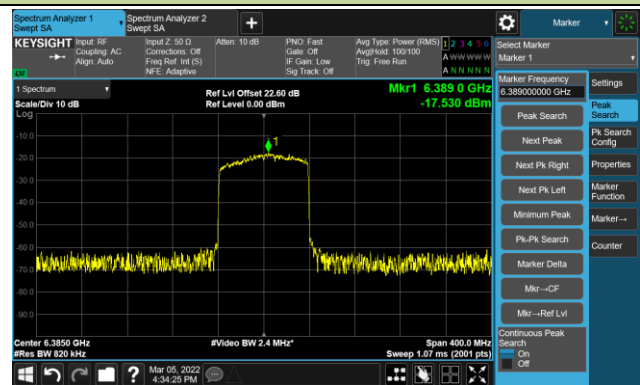 Spectrum Analyzer 1
Swept SA
Spectrum Analyzer 2
Swept SA
+
Marker
KEYSIGHT
Input: RF
Coupling: AC
Align: Auto
Input Z: 50 Ω
Corrections: Off
Freq Ref: Int (S)
NFE: Adaptive
Atten: 10 dB
PNO: Fast
Gate: Off
IF Gain: Low
Sig Track: Off
Avg Type: Power (RMS)
Avg|Hold: 100/100
Trig: Free Run
1 2 3 4 5 6
A W W W W W
A N N N N N
Select Marker
Marker 1
1 Spectrum
Scale/Div 10 dB
Log
Ref Lvl Offset 22.60 dB
Ref Level 0.00 dBm
Mkr1 6.389 0 GHz
-17.530 dBm
-10.0
-20.0
-30.0
-40.0
-50.0
-60.0
-70.0
-80.0
-90.0
1
Center 6.3850 GHz
#Res BW 820 kHz
#Video BW 2.4 MHz*
Span 400.0 MHz
Sweep 1.07 ms (2001 pts)
Marker Frequency
6.389000000 GHz
Peak Search
Next Peak
Next Pk Right
Next Pk Left
Minimum Peak
Pk-Pk Search
Marker Delta
Mkr→CF
Mkr→Ref Lvl
Continuous Peak
Search
On
Off
Settings
Peak
Search
Pk Search
Config
Properties
Marker
Function
Marker→
Counter
?
Mar 05, 2022
4:34:25 PM